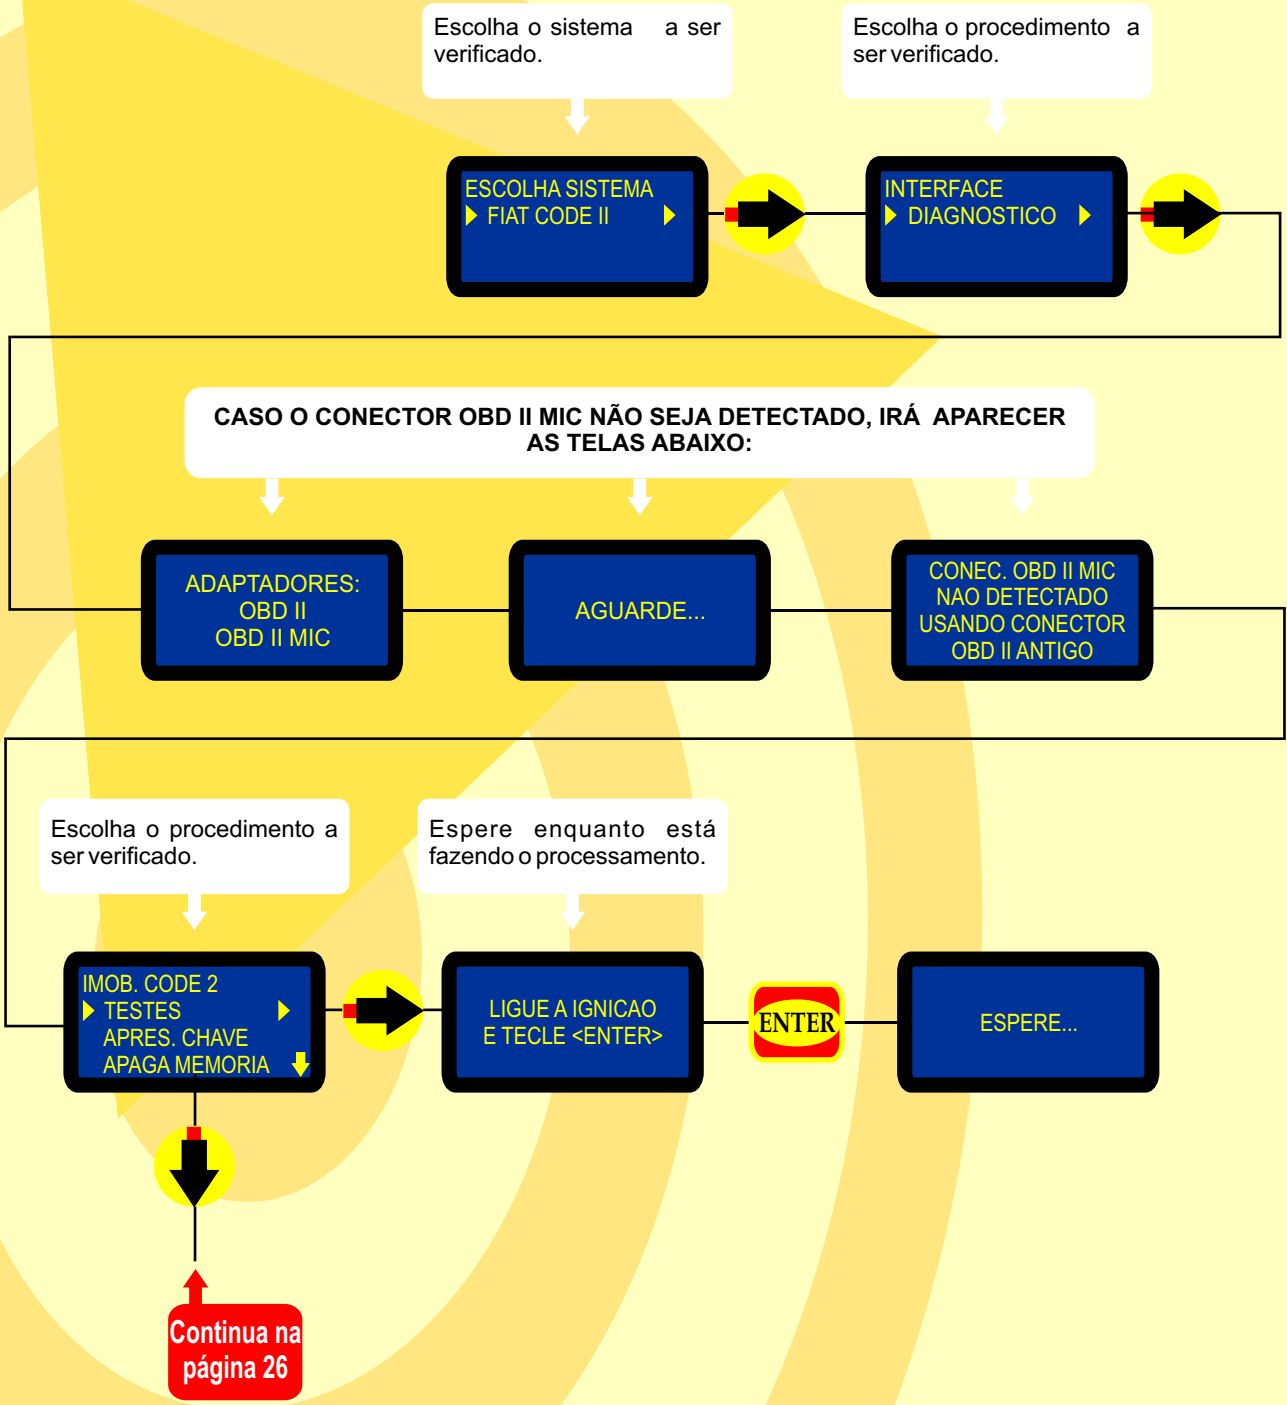 Escolha o sistema a ser
verificado.
Escolha o procedimento a
ser verificado.
ESCOLHA SISTEMA
FIAT CODE II
INTERFACE
DIAGNOSTICO
CASO O CONECTOR OBD II MIC NÃO SEJA DETECTADO, IRÁ APARECER
AS TELAS ABAIXO:
ADAPTADORES:
OBD II
OBD II MIC
AGUARDE...
CONEC. OBD II MIC
NAO DETECTADO
USANDO CONECTOR
OBD II ANTIGO
Escolha o procedimento a
ser verificado.
Espere enquanto está
fazendo o processamento.
IMOB. CODE 2
TESTES
APRES. CHAVE
APAGA MEMORIA
LIGUE A IGNICAO
E TECLE <ENTER>
ENTER
ESPERE...
Continua na
página 26